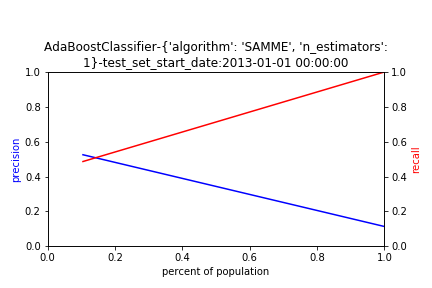 AdaBoostClassifier-{'algorithm': 'SAMME', 'n_estimators':
1}-test_set_start_date:2013-01-01 00:00:00
1.0 1.0
0.8 0.8
0.6 0.6
0.4 0.4
0.2 0.2
0.0 0.0
precision
recall
0.0 0.2 0.4 0.6 0.8 1.0
percent of population